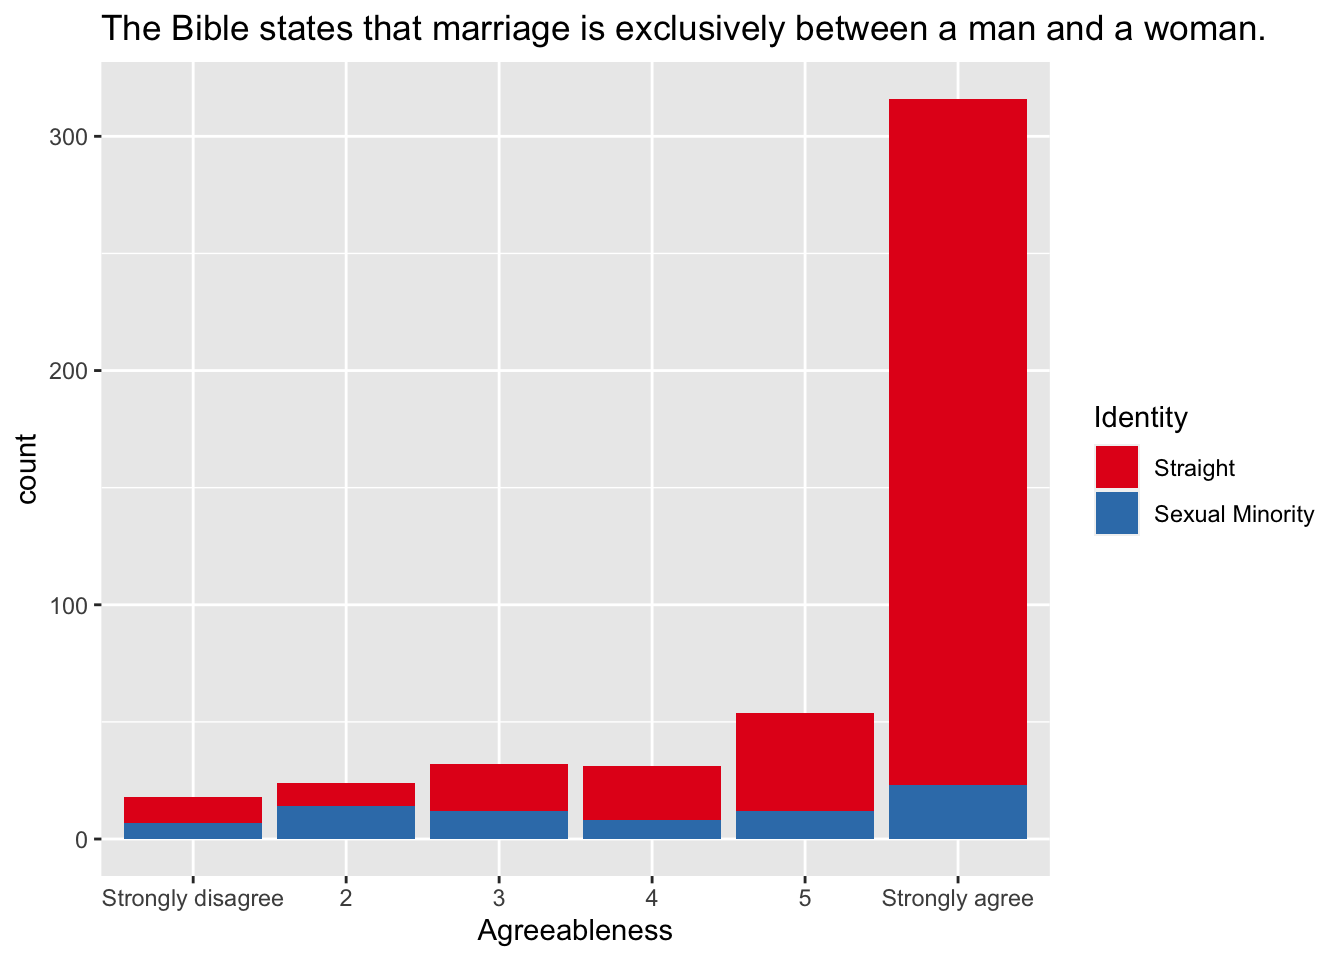 The Bible states that marriage is exclusively between a man and a woman.
300
200
100
0
count
Strongly disagree 2 3 4 5 Strongly agree
Agreeableness
Identity
Straight
Sexual Minority